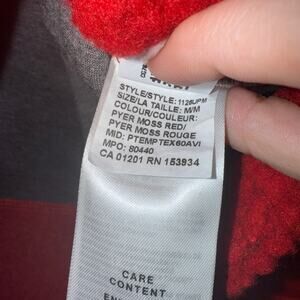 STYLE/STYLE: 1126JPM
SIZE/LA TAILLE: M/M
COLOUR/COULEUR:
PYER MOSS RED/
PYER MOSS ROUGE
MID: PTEMPTEX60AVI
MPO: 80440
CA 01201 RN 153934
CARE
CONTENT